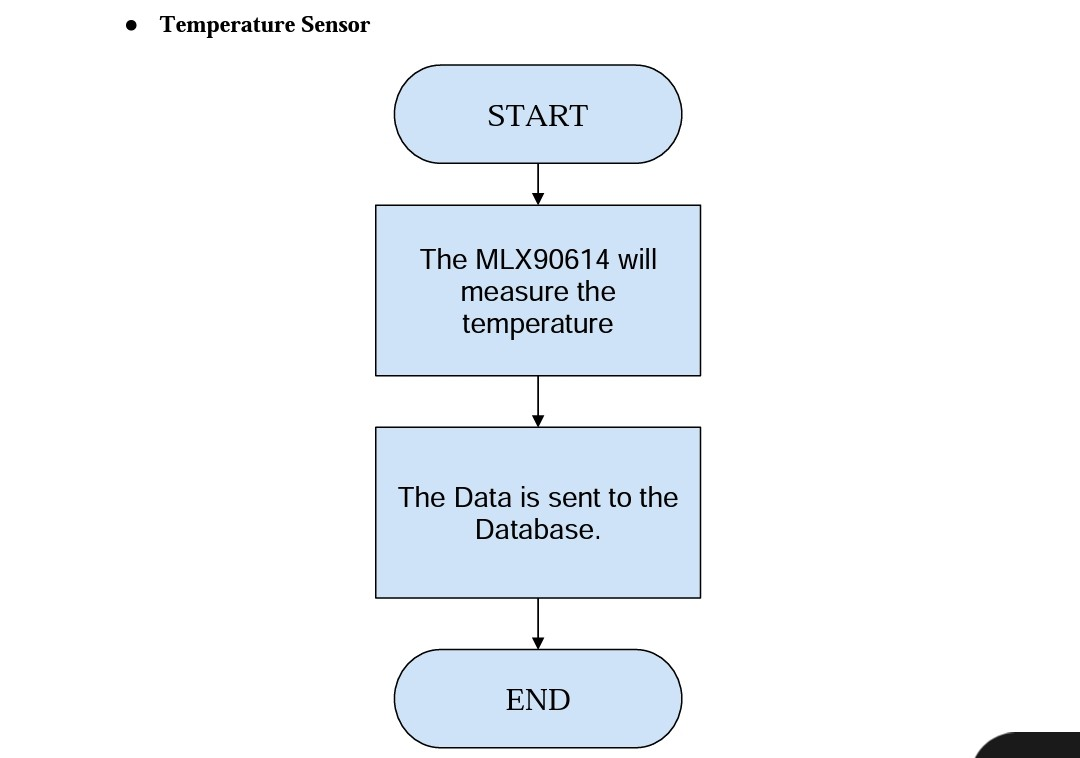 ● Temperature Sensor
START
The MLX90614 will
measure the
temperature
The Data is sent to the
Database.
END